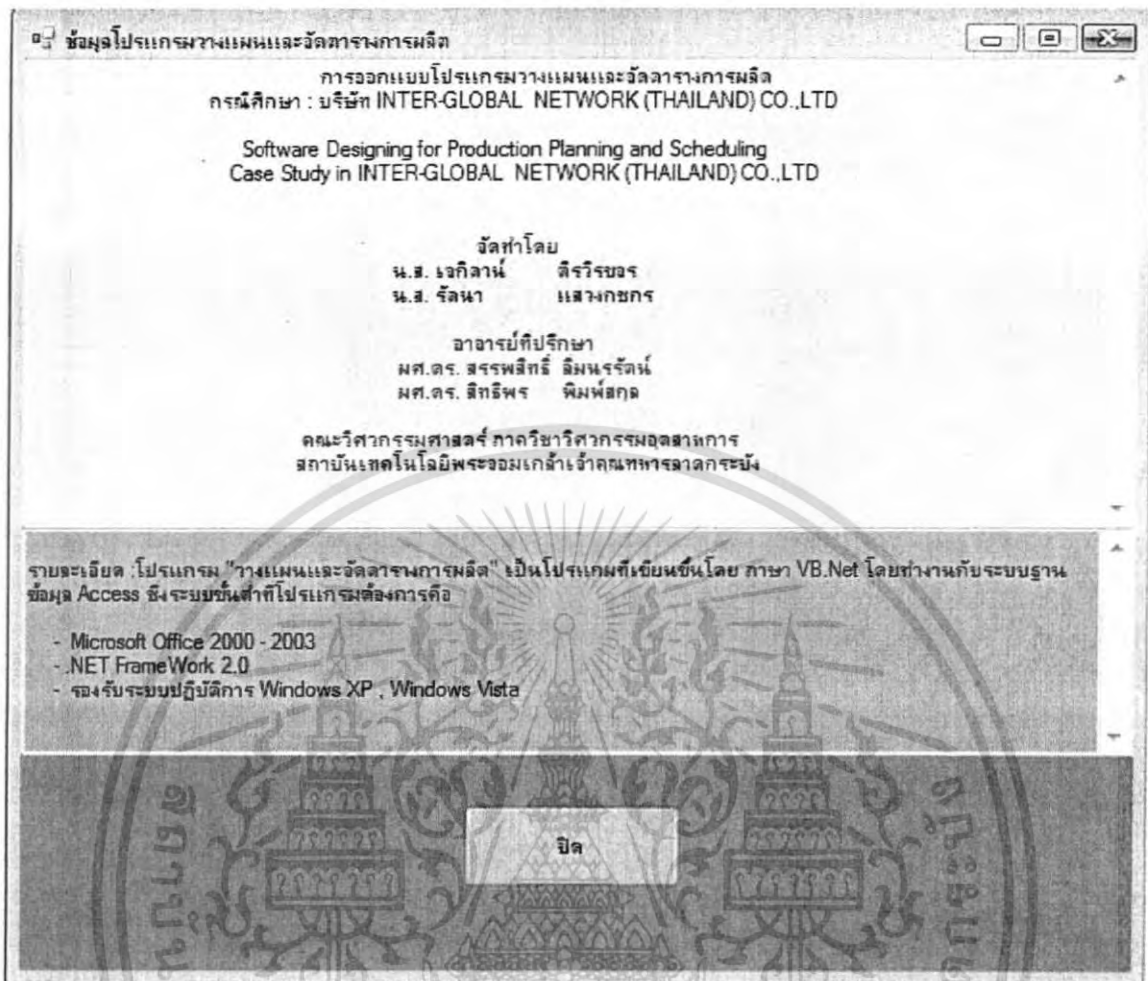 ข้อมูลโปรแกรมวางแผนและจัดตารางการผลิต
การออกแบบโปรแกรมวางแผนและจัดตารางการผลิต
กรณีศึกษา : บริษัท INTER-GLOBAL NETWORK (THAILAND) CO.,LTD
Software Designing for Production Planning and Scheduling
Case Study in INTER-GLOBAL NETWORK (THAILAND) CO.,LTD
จัดทำโดย
น.ส.
น.ส. รัตนา แสวงกชกร
อาจารย์ที่ปรึกษา
ผศ.ดร. สรรพสิทธิ์ ลิ่มนรรัตน์
ผศ.ดร. สิทธิพร พิมพ์สกุล
คณะวิศวกรรมศาสตร์ ภาควิชาวิศวกรรมอุตสาหการ
สถาบันเทคโนโลยีพระจอมเกล้าเจ้าคุณทหารลาดกระบัง
รายละเอียด :โปรแกรม "วางแผนและจัดตารางการผลิต" เป็นโปรแกมที่เขียนขึ้นโดย ภาษา VB.Net โดยทำงานกับระบบฐาน
ข้อมูล Access ซึ่งระบบขั้นต่ำที่โปรแกรมต้องการคือ
- Microsoft Office 2000 - 2003
- .NET FrameWork 2.0
- รองรับระบบปฏิบัติการ Windows XP , Windows Vista
ปิด